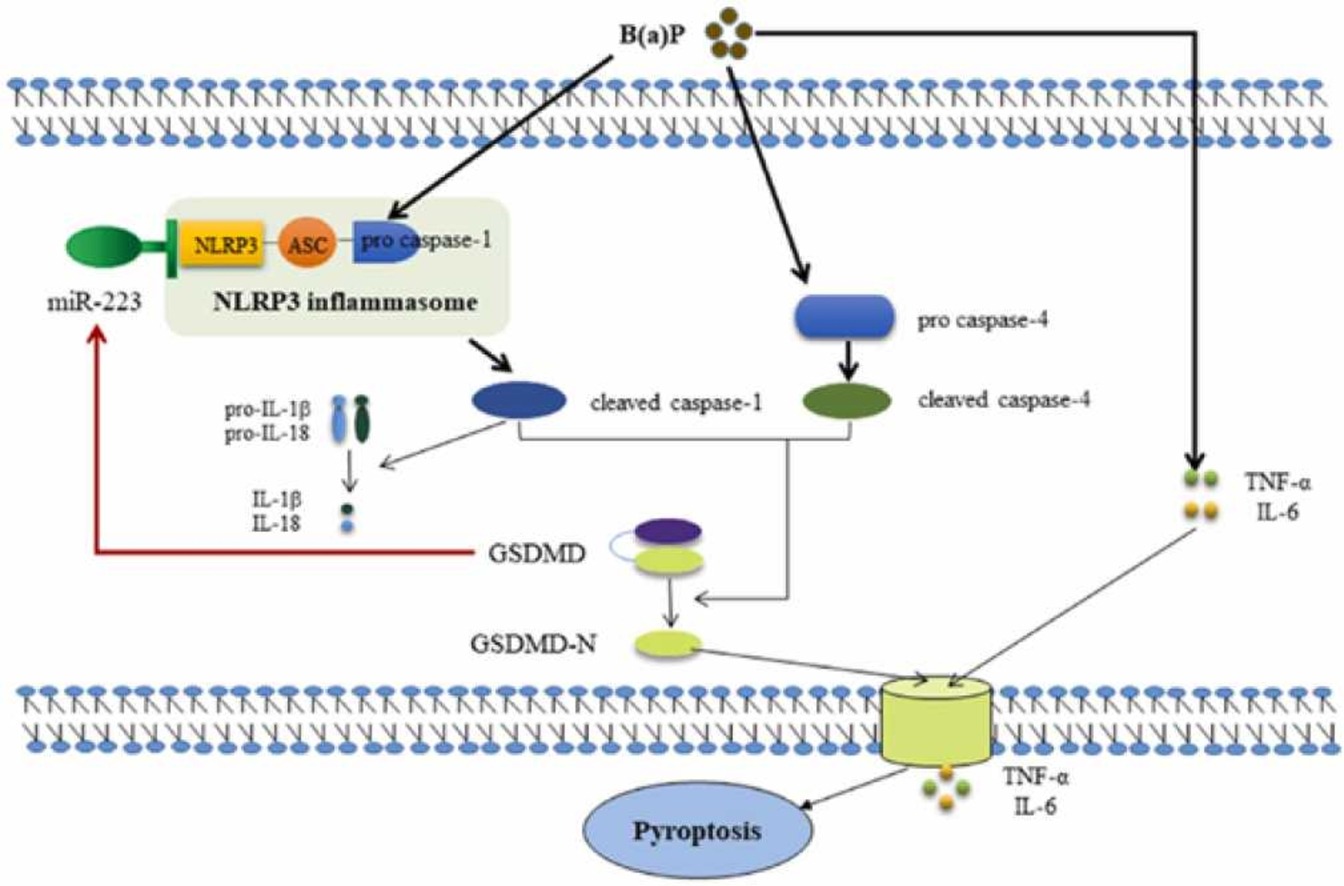 B(a)P
NLRP3
ASC
pro caspase-1
miR-223
NLRP3 inflammasome
pro caspase-4
pro-IL-1β
pro-IL-18
cleaved caspase-1
cleaved caspase-4
IL-1β
IL-18
TNF-α
IL-6
GSDMD
GSDMD-N
TNF-α
IL-6
Pyroptosis